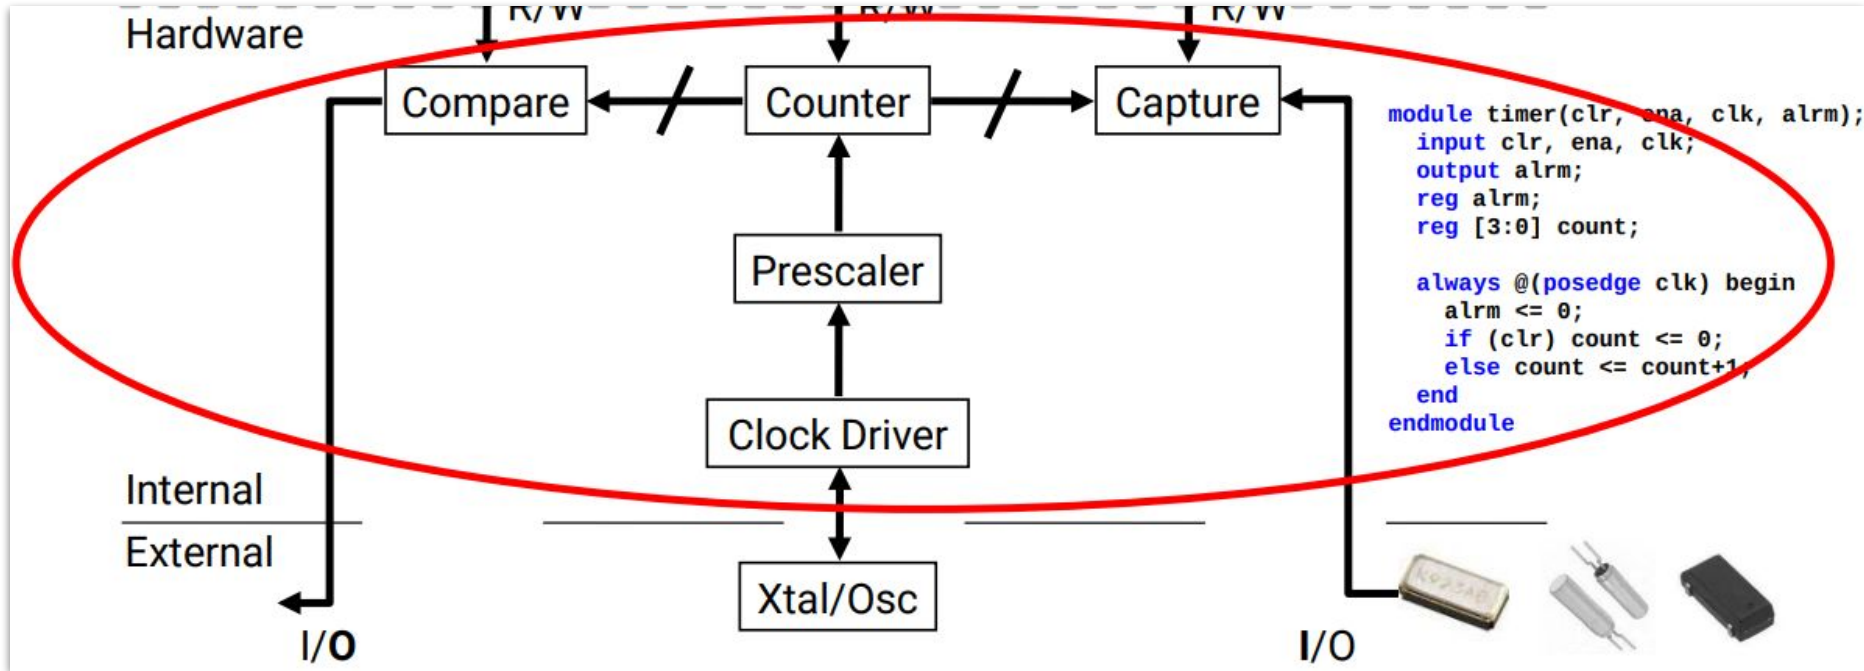 R/W
R/W
R/W
Hardware
Compare
Counter
Capture
module timer(clr, ena, clk, alrm);
input clr, ena, clk;
output alrm;
reg alrm;
reg [3:0] count;
Prescaler
always @(posedge clk) begin
alrm <= 0;
if (clr) count <= 0;
else count <= count+1;
end
endmodule
Clock Driver
Internal
External
Xtal/Osc
I/O
I/O